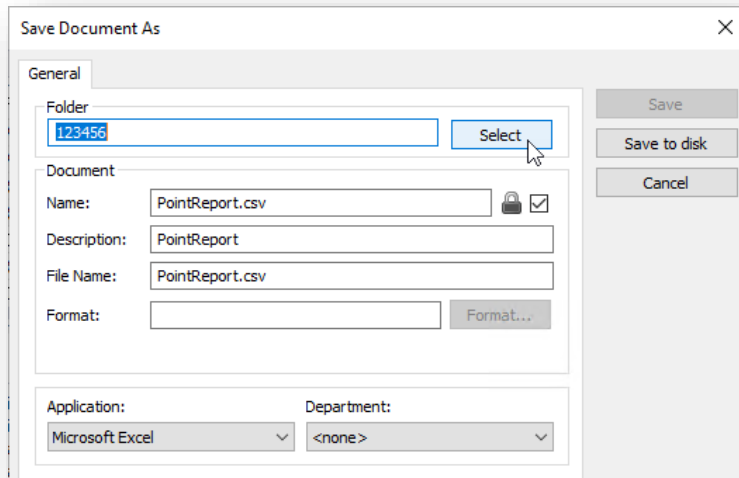 Save Document As
General
Folder
123456
Select
Save
Save to disk
Cancel
Document
Name:
PointReport.csv
Description:
PointReport
File Name:
PointReport.csv
Format:
Format...
Application:
Department:
Microsoft Excel
<none>